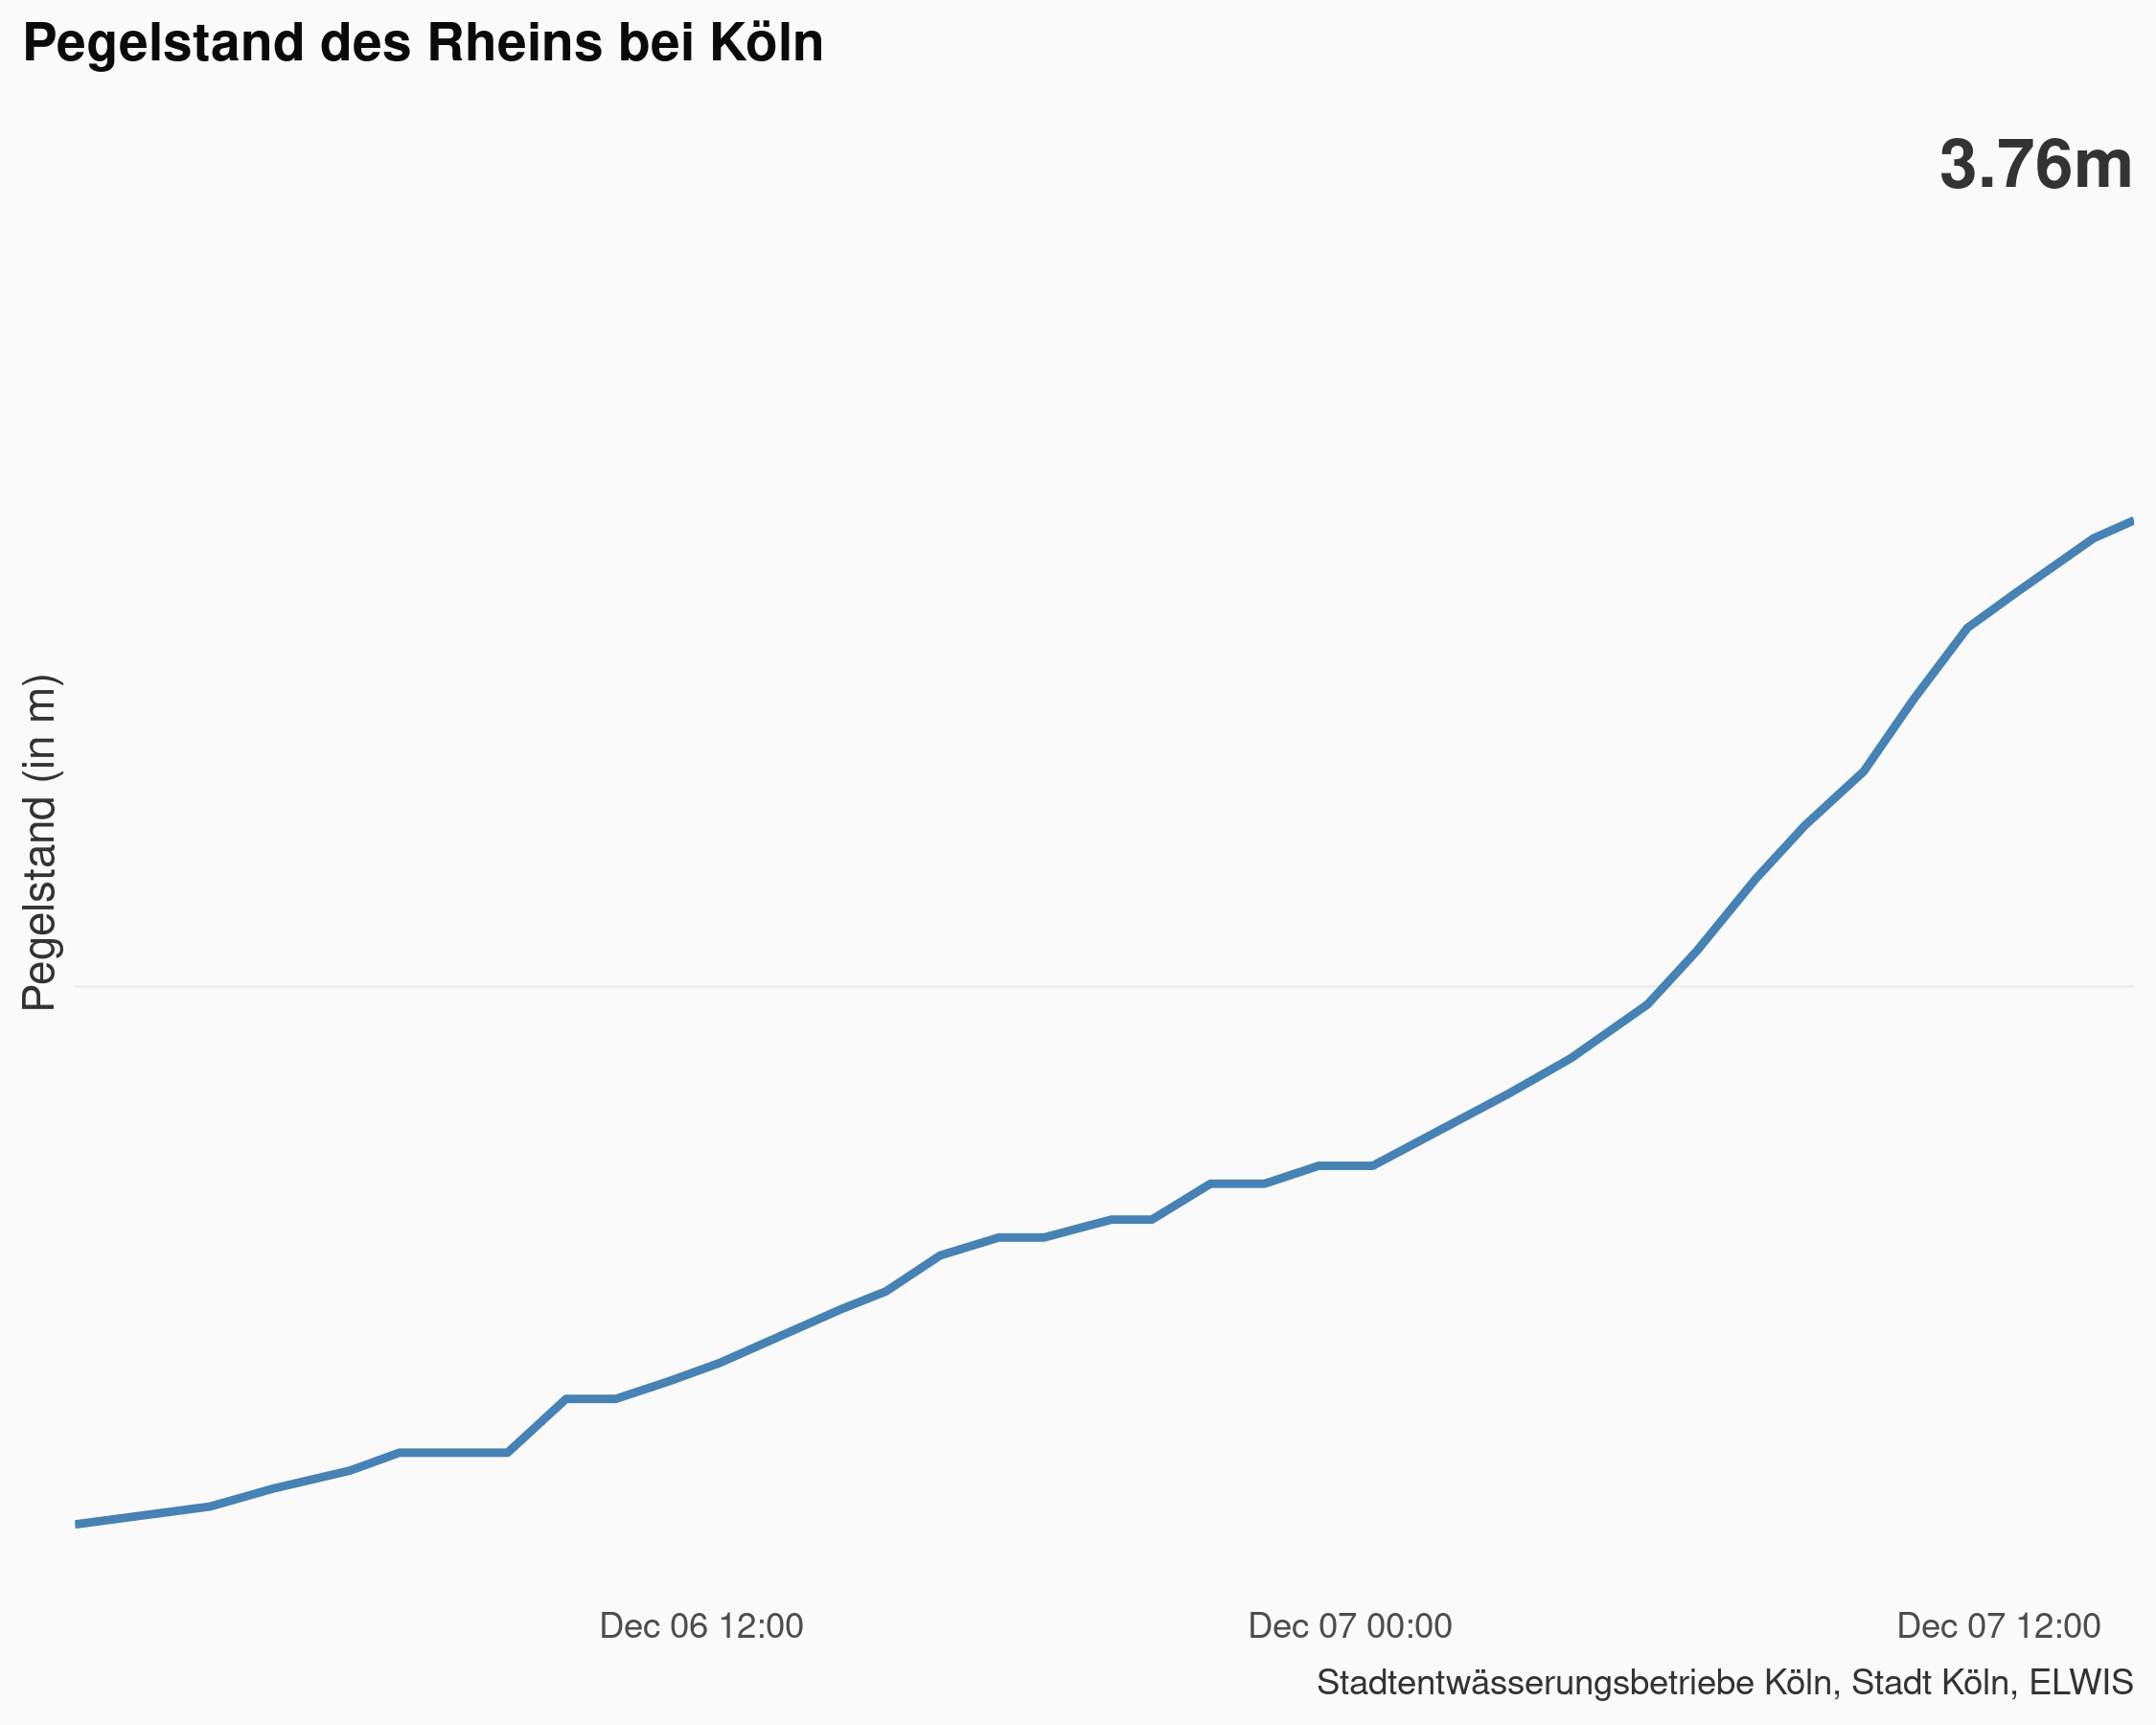 Pegelstand des Rheins bei Köln
3.76m
Pegelstand (in m)
Dec 06 12:00
Dec 07 00:00
Dec 07 12:00
Stadtentwässerungsbetriebe Köln, Stadt Köln, ELWIS